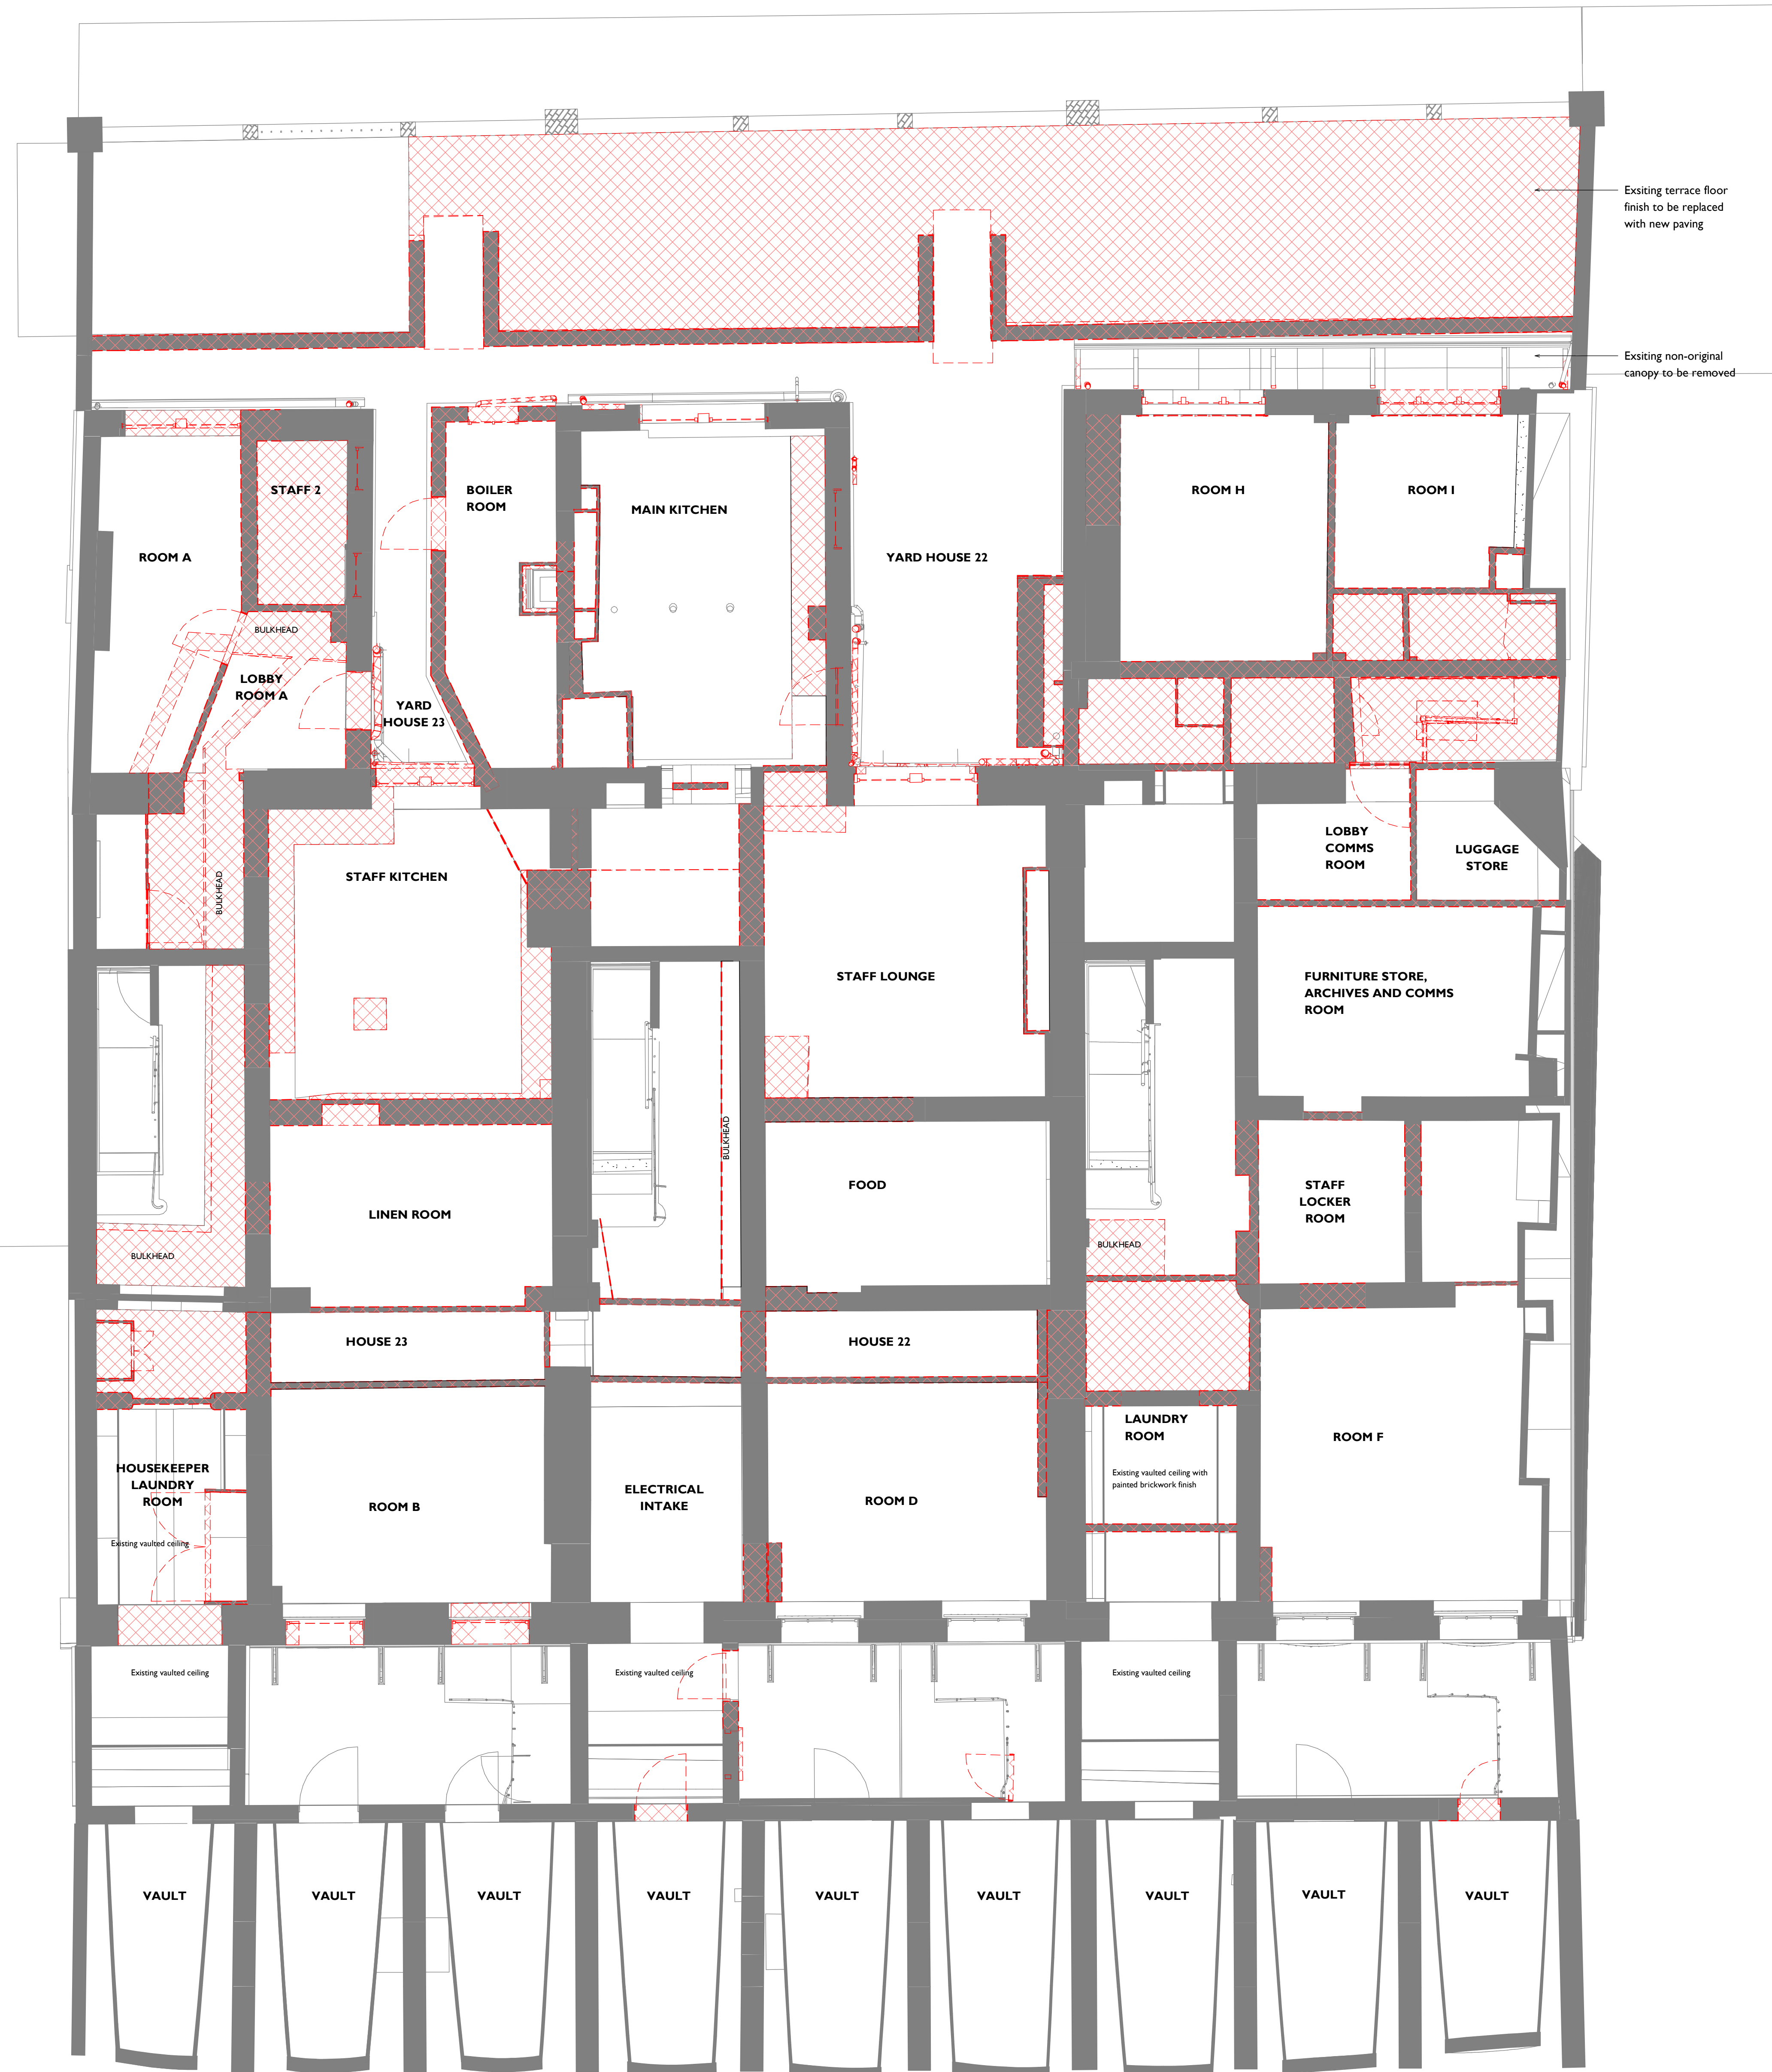 Exsiting terrace floor
finish to be replaced
with new paving
Exsiting non-original
canopy to be removed
STAFF 2
BOILER
ROOM
MAIN KITCHEN
ROOM H
ROOM I
ROOM A
YARD HOUSE 22
BULKHEAD
LOBBY
ROOM A
YARD
HOUSE 23
LOBBY
COMMS
ROOM
LUGGAGE
STORE
STAFF KITCHEN
BULKHEAD
STAFF LOUNGE
FURNITURE STORE,
ARCHIVES AND COMMS
ROOM
BULKHEAD
FOOD
STAFF
LOCKER
ROOM
LINEN ROOM
BULKHEAD
BULKHEAD
HOUSE 23
HOUSE 22
LAUNDRY
ROOM
ROOM F
Existing vaulted ceiling with
painted brickwork finish
HOUSEKEEPER
LAUNDRY
ROOM
ROOM B
ELECTRICAL
INTAKE
ROOM D
Existing vaulted ceiling
Existing vaulted ceiling
Existing vaulted ceiling
Existing vaulted ceiling
VAULT
VAULT
VAULT
VAULT
VAULT
VAULT
VAULT
VAULT
VAULT